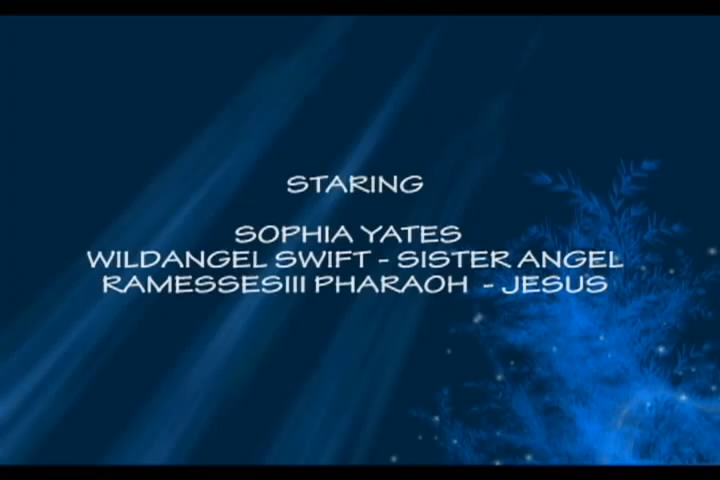 STARING
SOPHIA YATES
WILDANGEL SWIFT - SISTER ANGEL
RAMESSESIII PHARAOH - JESUS